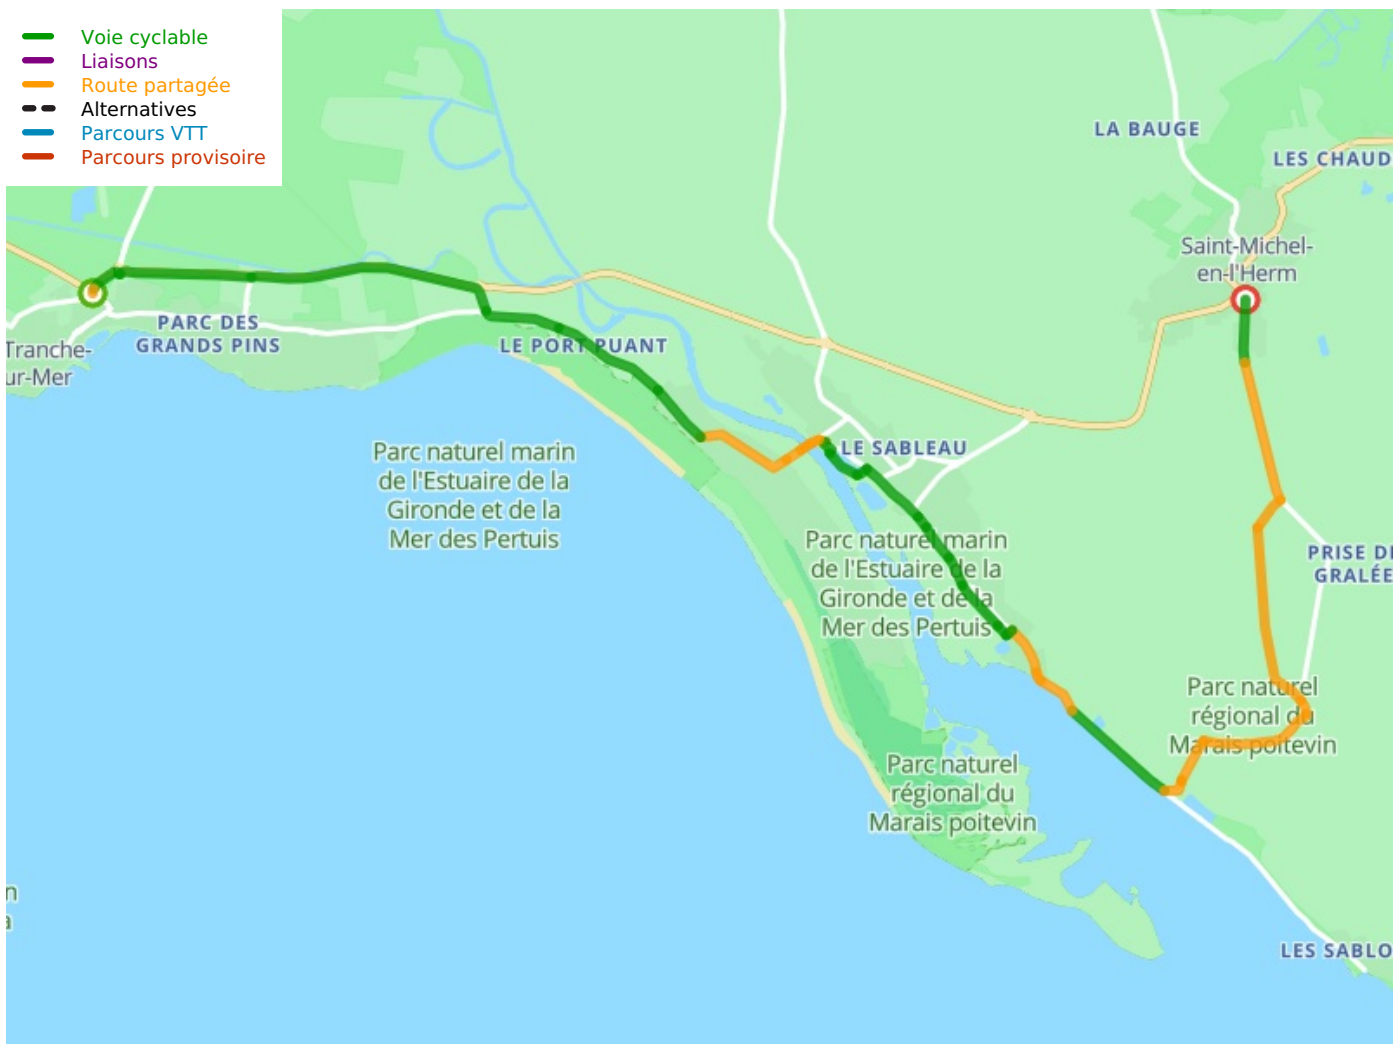 Voie cyclable
Liaisons
Route partagée
Alternatives
Parcours VTT
Parcours provisoire
LA BAUGE
LES CHAUD
Saint-Michel-
en-l'Herm
PARC DES
GRANDS PINS
Tranche-
ur-Mer
LE PORT PUANT
LE SABLEAU
Parc naturel marin
de l'Estuaire de la
Gironde et de la
Mer des Pertuis
Parc naturel marin
de l'Estuaire de la
Gironde et de la
Mer des Pertuis
PRISE DE
GRALÉE
Parc naturel
régional du
Marais poitevin
Parc naturel
régional du
Marais poitevin
n
a
LES SABLO